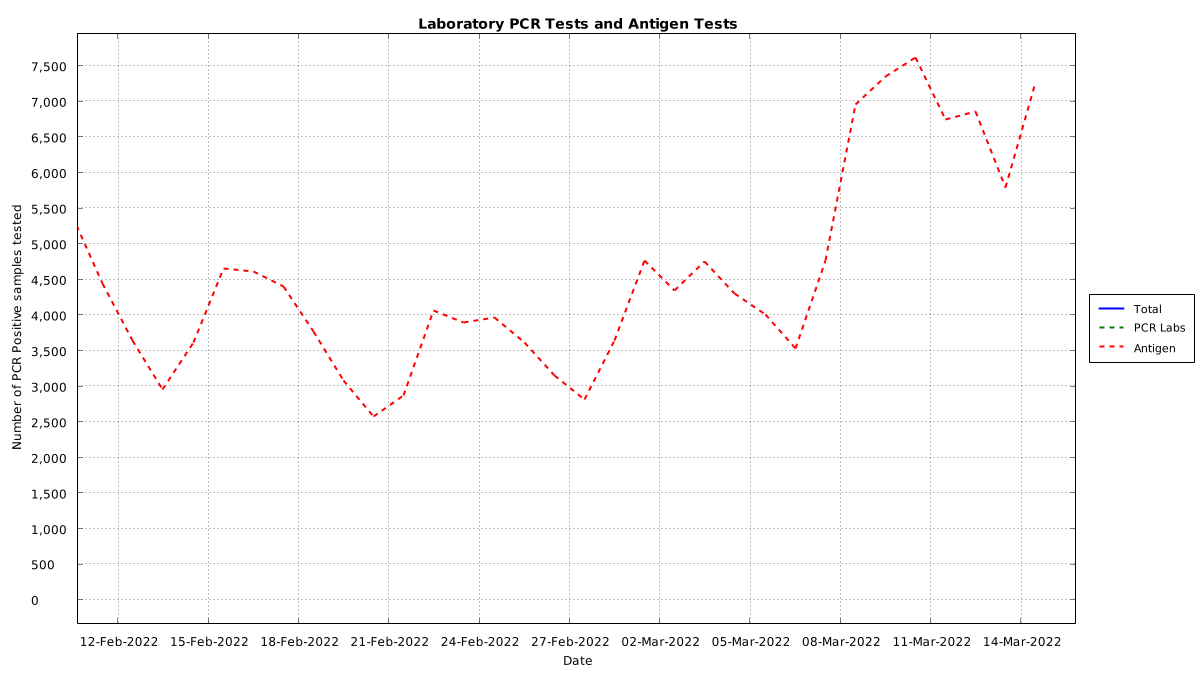 Laboratory PCR Tests and Antigen Tests
Number of PCR Positive samples tested
7,500
7,000
6,500
6,000
5,500
5,000
4,500
4,000
3,500
3,000
2,500
2,000
1,500
1,000
500
0
12-Feb-2022 15-Feb-2022 18-Feb-2022 21-Feb-2022 24-Feb-2022 27-Feb-2022 02-Mar-2022 05-Mar-2022 08-Mar-2022 11-Mar-2022 14-Mar-2022
Date
Total
PCR Labs
Antigen